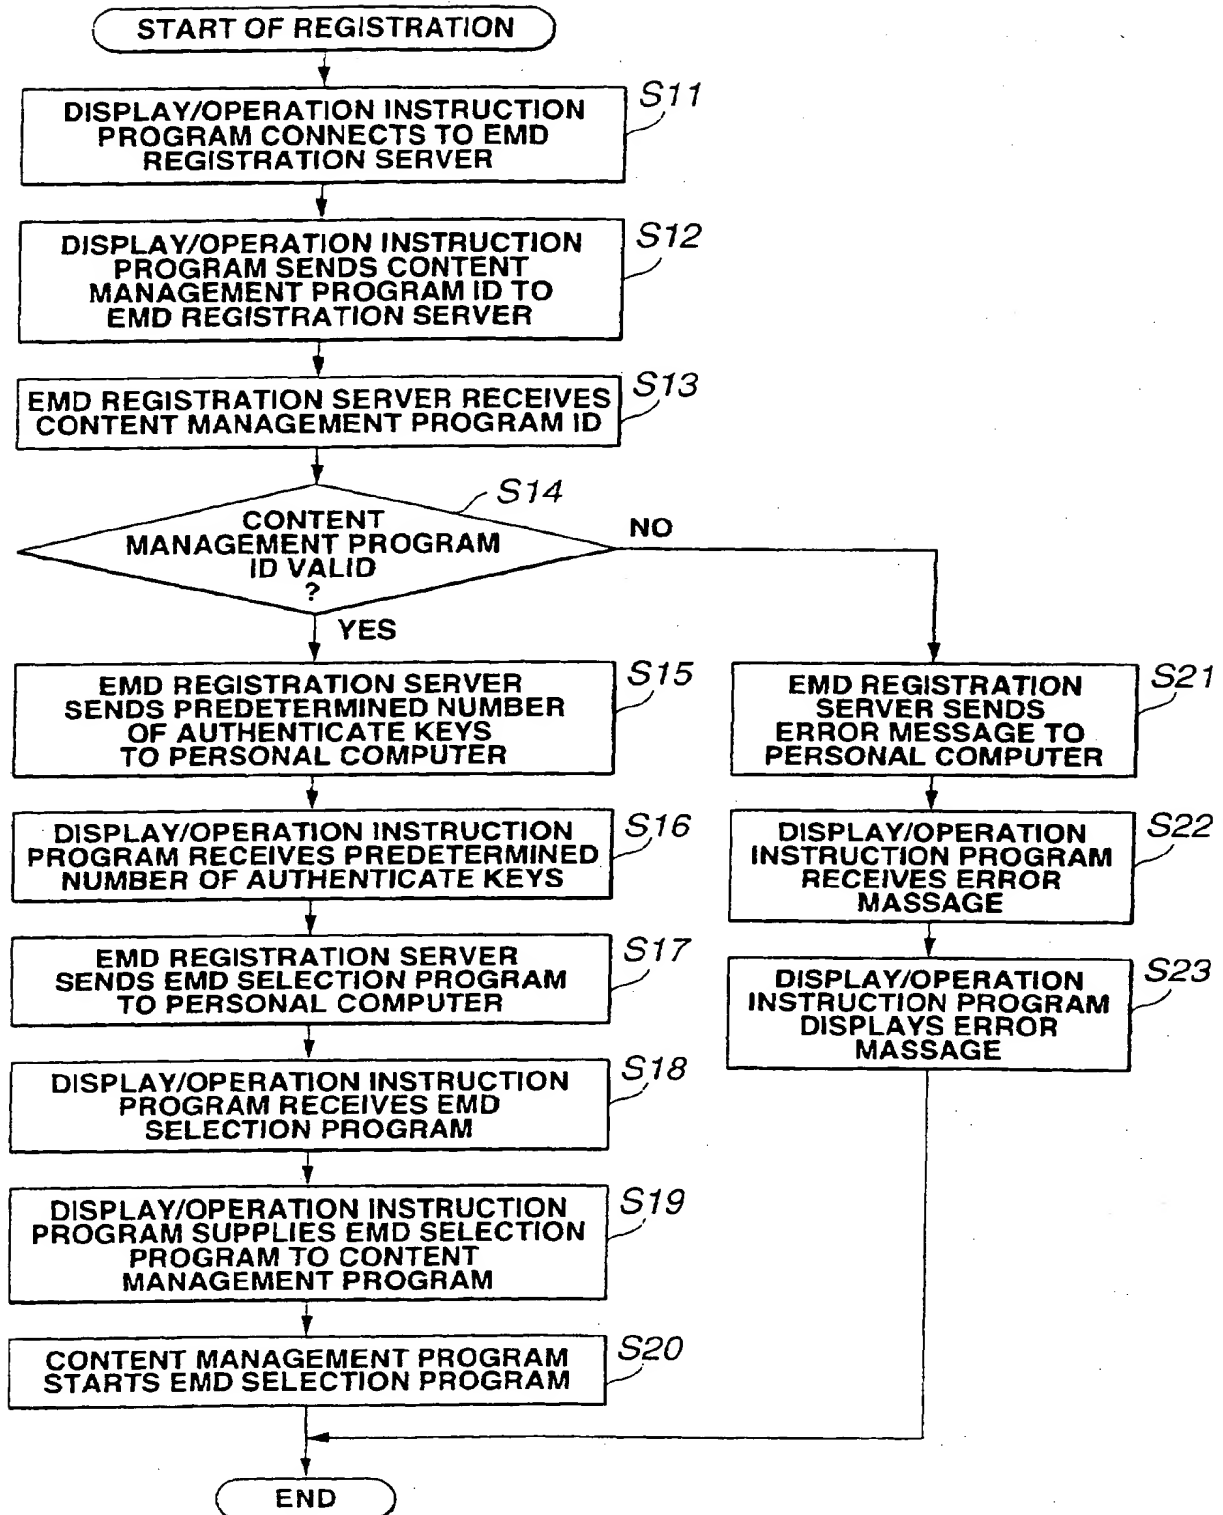 START OF REGISTRATION
S11
DISPLAY/OPERATION INSTRUCTION
PROGRAM CONNECTS TO EMD
REGISTRATION SERVER
S12
DISPLAY/OPERATION INSTRUCTION
PROGRAM SENDS CONTENT
MANAGEMENT PROGRAM ID TO
EMD REGISTRATION SERVER
S13
EMD REGISTRATION SERVER RECEIVES
CONTENT MANAGEMENT PROGRAM ID
S14
CONTENT
MANAGEMENT PROGRAM
ID VALID
?
NO
YES
S15
EMD REGISTRATION SERVER
SENDS PREDETERMINED NUMBER
OF AUTHENTICATE KEYS
TO PERSONAL COMPUTER
S16
DISPLAY/OPERATION INSTRUCTION
PROGRAM RECEIVES PREDETERMINED
NUMBER OF AUTHENTICATE KEYS
S17
EMD REGISTRATION SERVER
SENDS EMD SELECTION PROGRAM
TO PERSONAL COMPUTER
S18
DISPLAY/OPERATION INSTRUCTION
PROGRAM RECEIVES EMD
SELECTION PROGRAM
S19
DISPLAY/OPERATION INSTRUCTION
PROGRAM SUPPLIES EMD SELECTION
PROGRAM TO CONTENT
MANAGEMENT PROGRAM
S20
CONTENT MANAGEMENT PROGRAM
STARTS EMD SELECTION PROGRAM
S21
EMD REGISTRATION
SERVER SENDS
ERROR MESSAGE TO
PERSONAL COMPUTER
S22
DISPLAY/OPERATION
INSTRUCTION PROGRAM
RECEIVES ERROR
MASSAGE
S23
DISPLAY/OPERATION
INSTRUCTION PROGRAM
DISPLAYS ERROR
MASSAGE
END